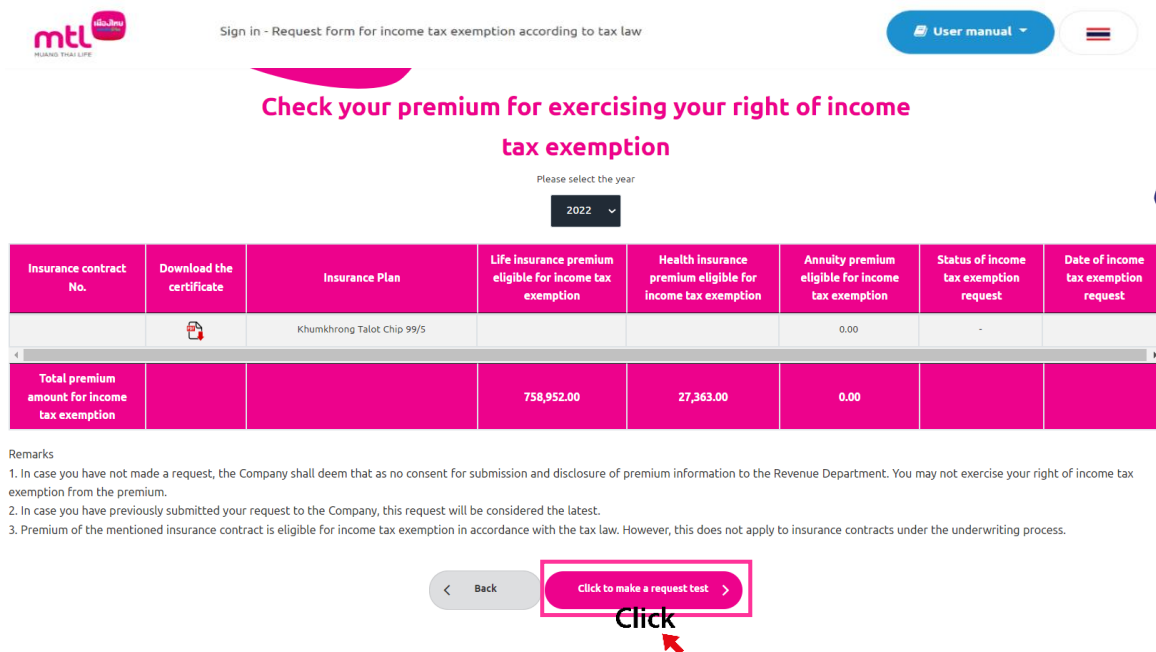 mtl
เมืองไทย
MUANG THAI LIFE
Sign in - Request form for income tax exemption according to tax law
User manual
Check your premium for exercising your right of income
tax exemption
Please select the year
2022
Insurance contract
No.
Download the
certificate
Insurance Plan
Life insurance premium
eligible for income tax
exemption
Health insurance
premium eligible for
income tax exemption
Annuity premium
eligible for income
tax exemption
Status of income
tax exemption
request
Date of income
tax exemption
request
Khumkhrong Talot Chip 99/5
0.00
-
Total premium
amount for income
tax exemption
758,952.00
27,363.00
0.00
Remarks
1. In case you have not made a request, the Company shall deem that as no consent for submission and disclosure of premium information to the Revenue Department. You may not exercise your right of income tax
exemption from the premium.
2. In case you have previously submitted your request to the Company, this request will be considered the latest.
3. Premium of the mentioned insurance contract is eligible for income tax exemption in accordance with the tax law. However, this does not apply to insurance contracts under the underwriting process.
Back
Click to make a request test
Click